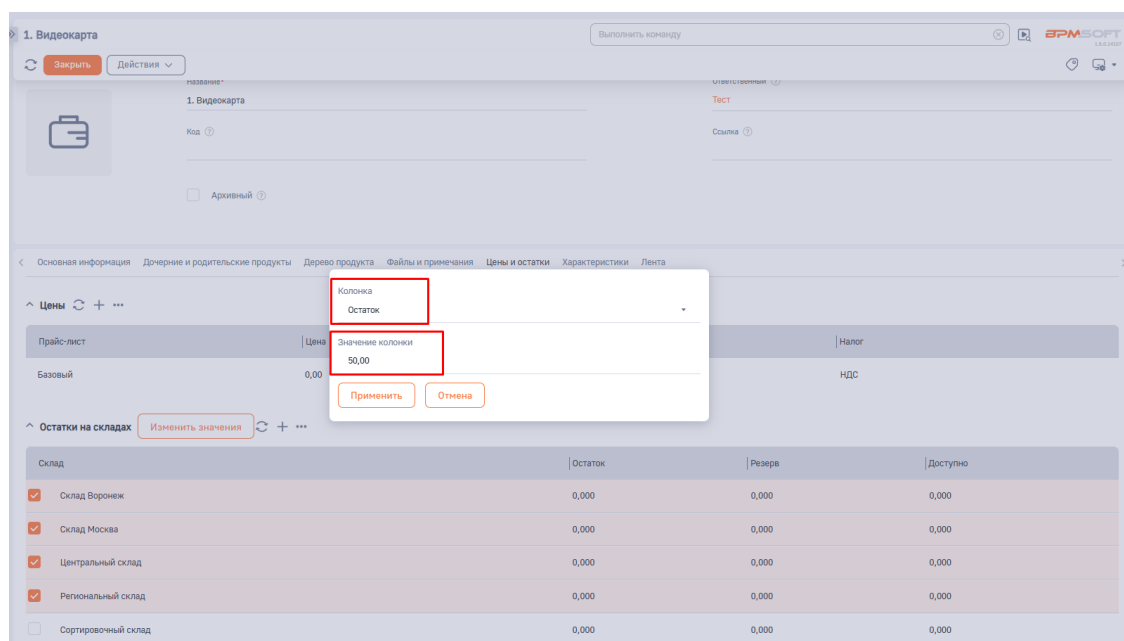 1. Видеокарта
Выполнить команду
BPMSOFT
Закрыть
Действия
Название*
Ответственный
1. Видеокарта
Тест
Код
Ссылка
Архивный
Основная информация Дочерние и родительские продукты Дерево продукта Файлы и примечания Цены и остатки Характеристики Лента
Колонка
Остаток
Цены
Прайс-лист Цена Налог
Значение колонки
50,00
Базовый 0,00 НДС
Применить Отмена
Остатки на складах Изменить значения
Склад Остаток Резерв Доступно
Склад Воронеж 0,000 0,000 0,000
Склад Москва 0,000 0,000 0,000
Центральный склад 0,000 0,000 0,000
Региональный склад 0,000 0,000 0,000
Сортировочный склад 0,000 0,000 0,000